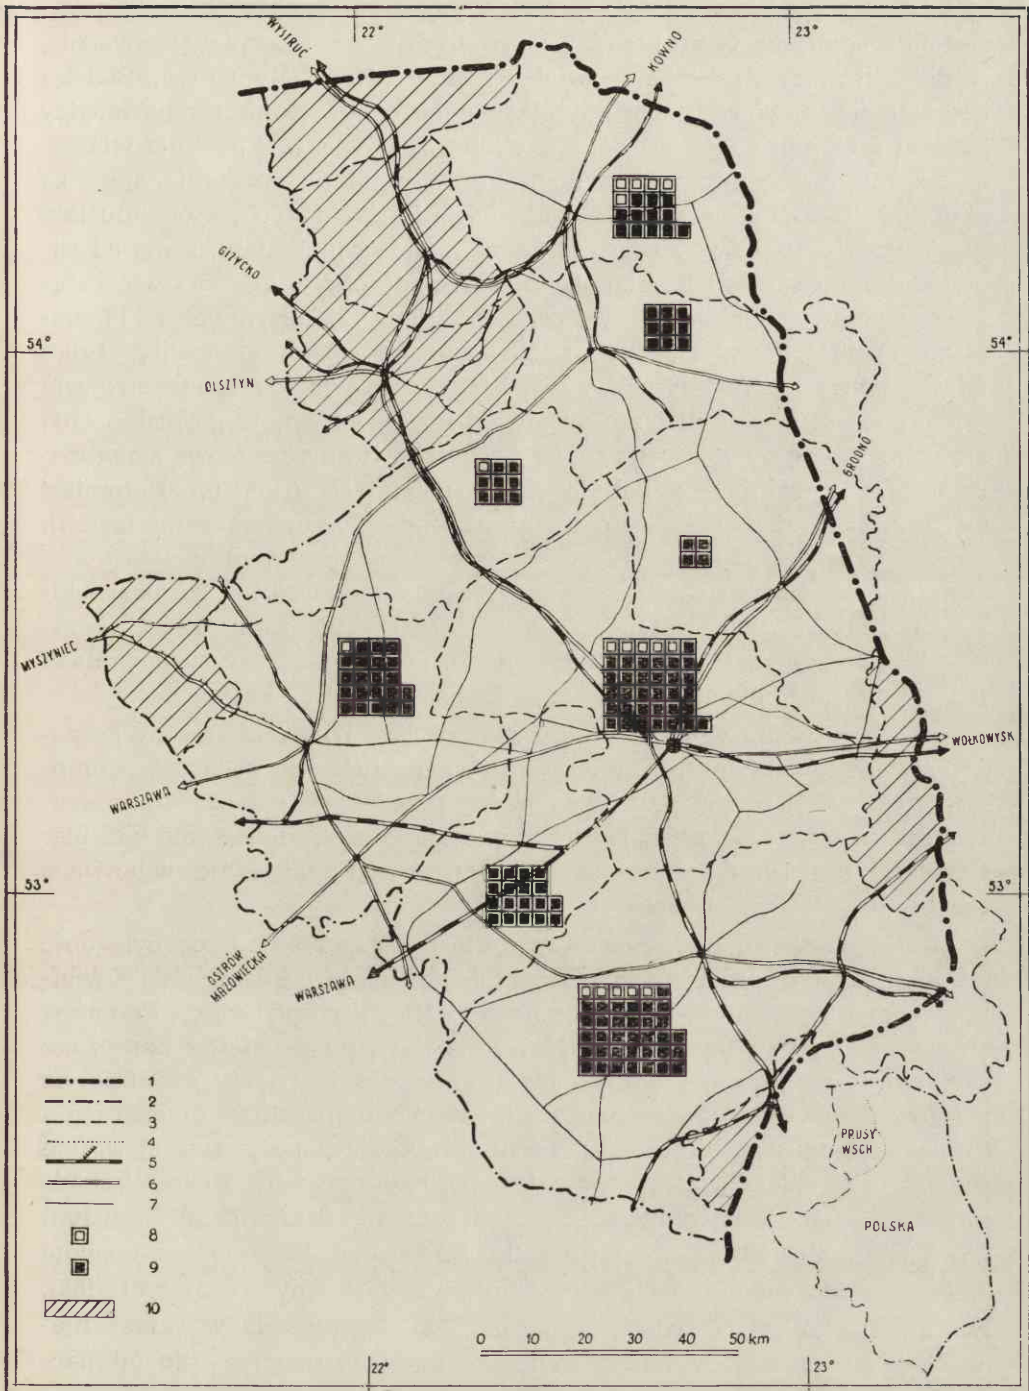 22°
23°
WYSTRUĆ
KOWNO
GIŻYCKO
54°
54°
OLSZTYN
GRODNO
MYSZYNIEC
WOŁKOWYSK
WARSZAWA
53°
53°
OSTRÓW
MAZOWIECKA
WARSZAWA
1
2
3
4
5
6
7
8
9
10
PRUSY
WSCH
POLSKA
0 10 20 30 40 50 km
22°
23°